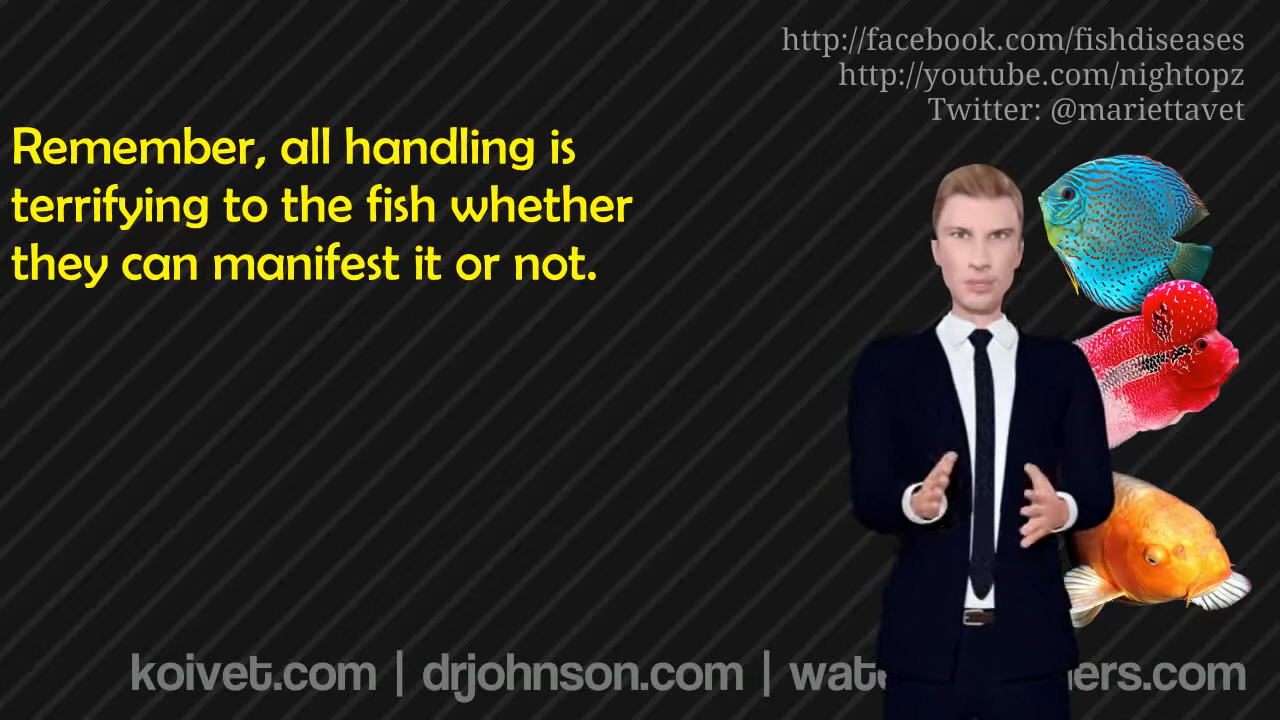 http://facebook.com/fishdiseases
http://youtube.com/nightopz
Twitter: @mariettavet
Remember, all handling is
terrifying to the fish whether
they can manifest it or not.
koivet.com | drjohnson.com |